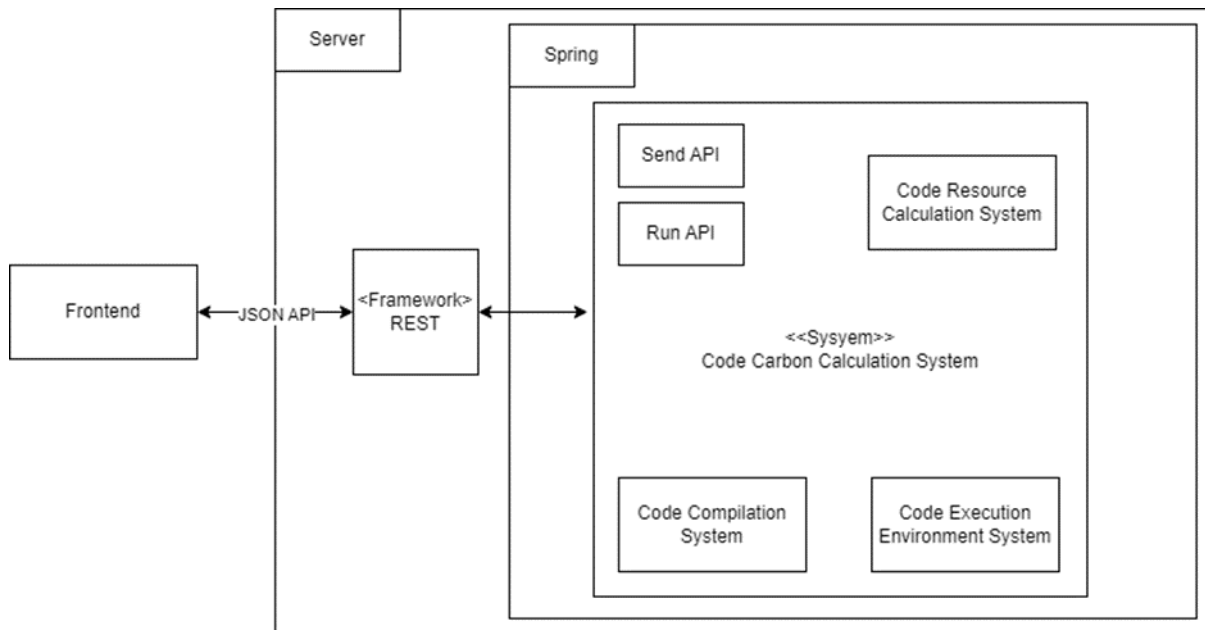 Server
Spring
Send API
Run API
Code Resource
Calculation System
Frontend
JSON API
<Framework>
REST
<<Sysyem>>
Code Carbon Calculation System
Code Compilation
System
Code Execution
Environment System